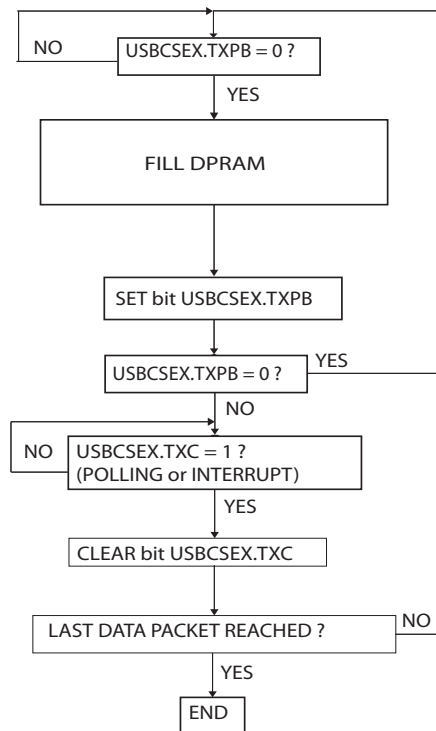 NO
USBCSEX.TXPB = 0 ?
YES
FILL DPRAM
SET bit USBCSEX.TXPB
USBCSEX.TXPB = 0 ?
YES
NO
NO
USBCSEX.TXC = 1 ?
(POLLING or INTERRUPT)
YES
CLEAR bit USBCSEX.TXC
LAST DATA PACKET REACHED ?
NO
YES
END